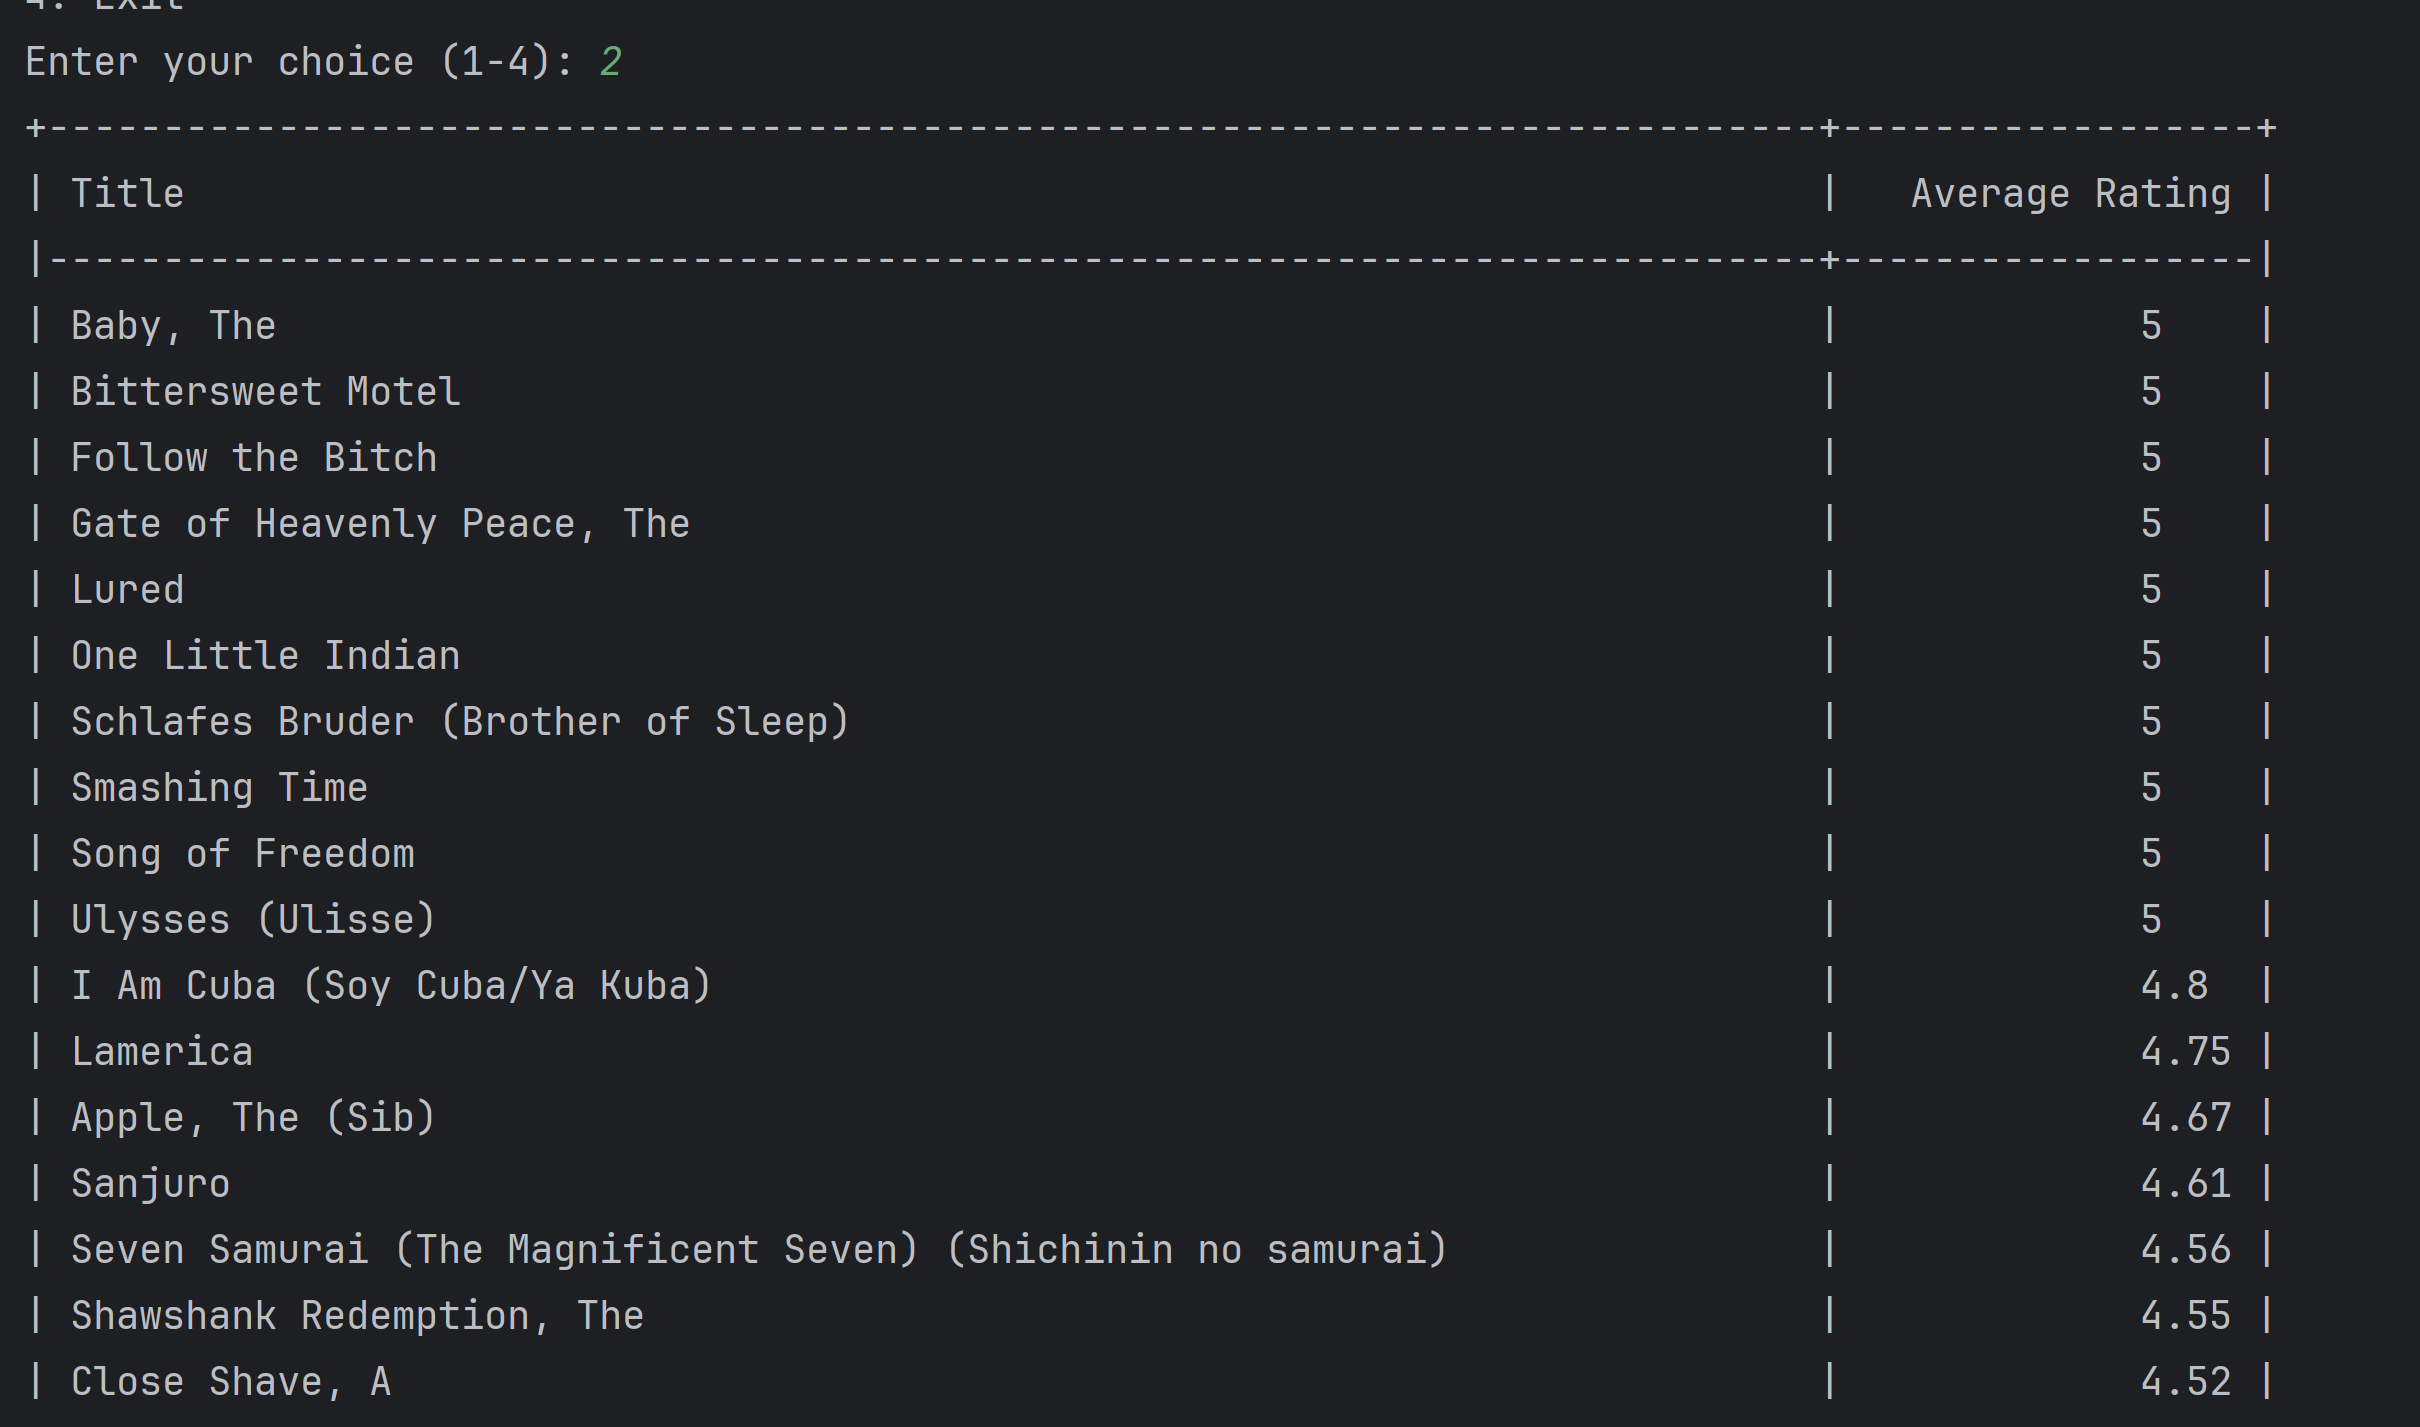 4. Exit
Enter your choice (1-4): 2
+-----------------------------------------------------------------------------+------------------+
| Title                                                                       |   Average Rating |
|-----------------------------------------------------------------------------+------------------|
| Baby, The                                                                   |             5    |
| Bittersweet Motel                                                           |             5    |
| Follow the Bitch                                                            |             5    |
| Gate of Heavenly Peace, The                                                 |             5    |
| Lured                                                                       |             5    |
| One Little Indian                                                           |             5    |
| Schlafes Bruder (Brother of Sleep)                                          |             5    |
| Smashing Time                                                               |             5    |
| Song of Freedom                                                             |             5    |
| Ulysses (Ulisse)                                                            |             5    |
| I Am Cuba (Soy Cuba/Ya Kuba)                                                |             4.8  |
| Lamerica                                                                    |             4.75 |
| Apple, The (Sib)                                                            |             4.67 |
| Sanjuro                                                                     |             4.61 |
| Seven Samurai (The Magnificent Seven) (Shichinin no samurai)                |             4.56 |
| Shawshank Redemption, The                                                   |             4.55 |
| Close Shave, A                                                              |             4.52 |